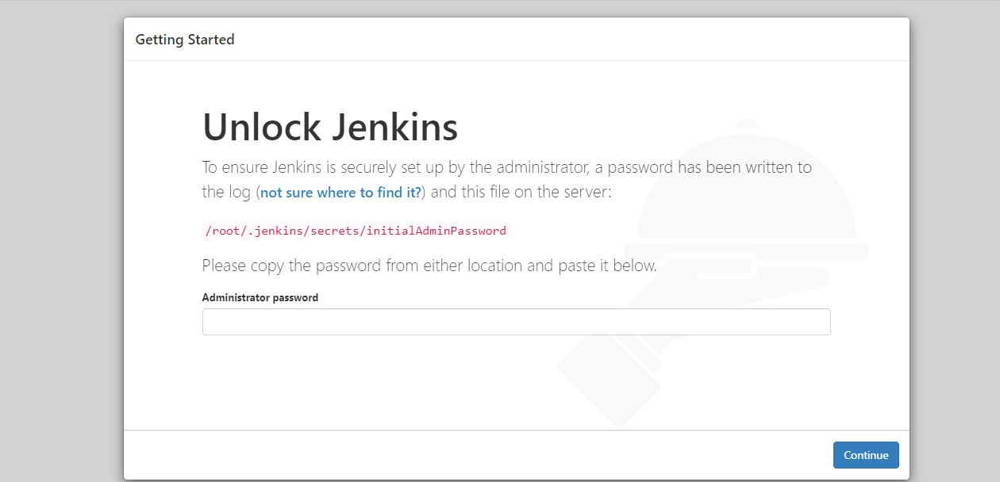 Getting Started
Unlock Jenkins
To ensure Jenkins is securely set up by the administrator, a password has been written to
the log (not sure where to find it?) and this file on the server:
/root/.jenkins/secrets/initialAdminPassword
Please copy the password from either location and paste it below.
Administrator password
Continue